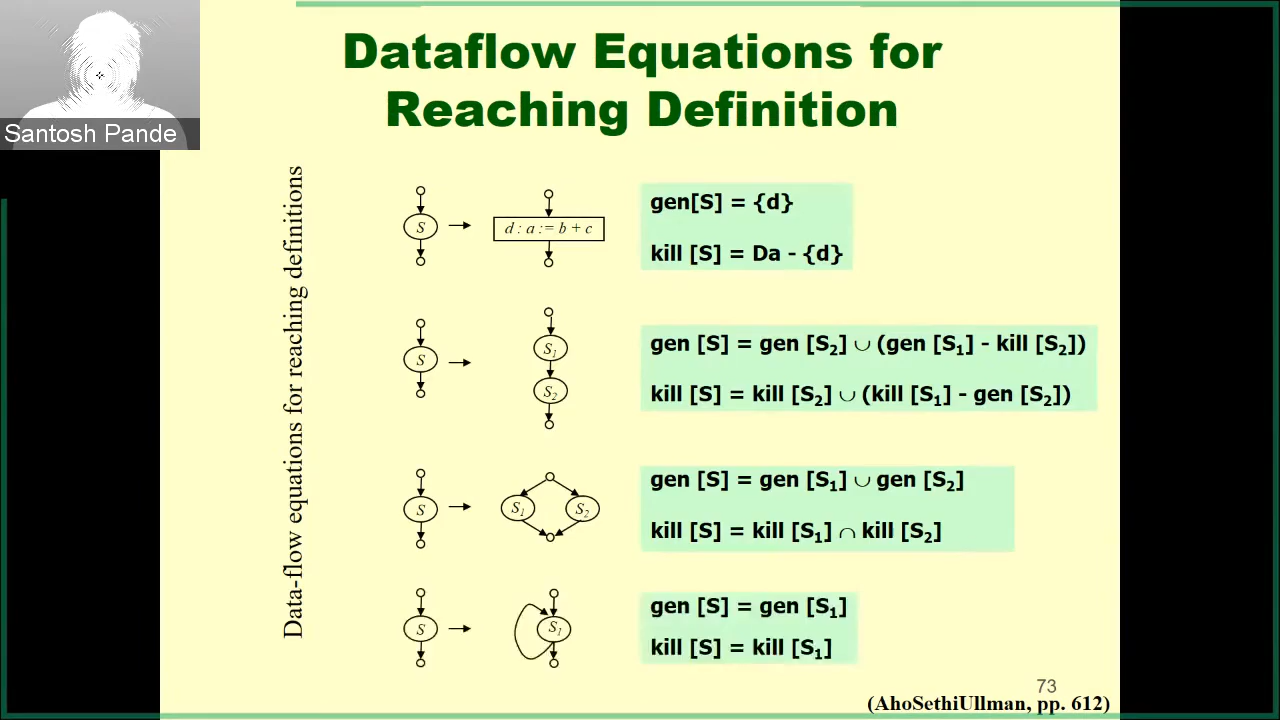 Dataflow Equations for
Reaching Definition
Santosh Pande
Data-flow equations for reaching definitions
S
d : a := b + c
gen[S] = {d}
kill [S] = Da - {d}
S
S₁
S₂
gen [S] = gen [S₂] ∪ (gen [S₁] - kill [S₂])
kill [S] = kill [S₂] ∪ (kill [S₁] - gen [S₂])
S
S₁
S₂
gen [S] = gen [S₁] ∪ gen [S₂]
kill [S] = kill [S₁] ∩ kill [S₂]
S
S₁
gen [S] = gen [S₁]
kill [S] = kill [S₁]
73
(AhoSethiUllman, pp. 612)